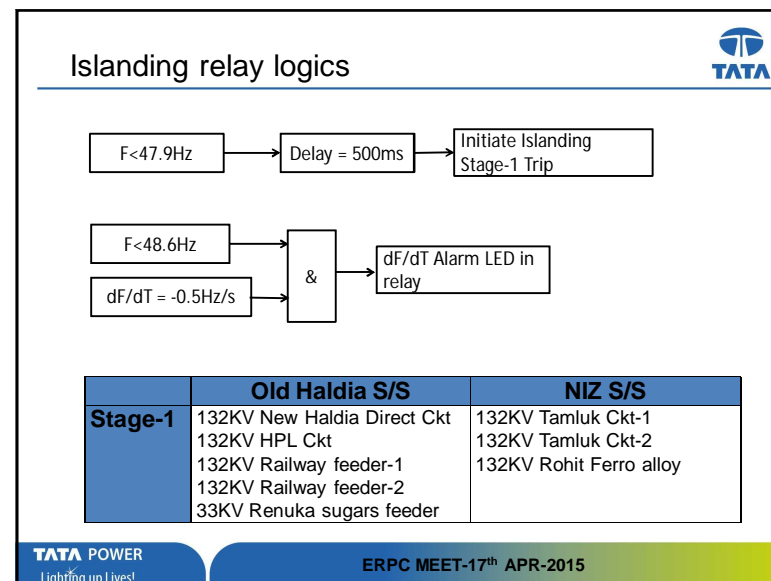 Islanding relay logics
TATA
F<47.9Hz
Delay = 500ms
Initiate Islanding
Stage-1 Trip
F<48.6Hz
dF/dT = -0.5Hz/s
&
dF/dT Alarm LED in
relay
Old Haldia S/S
NIZ S/S
Stage-1
132KV New Haldia Direct Ckt
132KV HPL Ckt
132KV Railway feeder-1
132KV Railway feeder-2
33KV Renuka sugars feeder
132KV Tamluk Ckt-1
132KV Tamluk Ckt-2
132KV Rohit Ferro alloy
TATA POWER
Lighting up Lives!
ERPC MEET-17th APR-2015